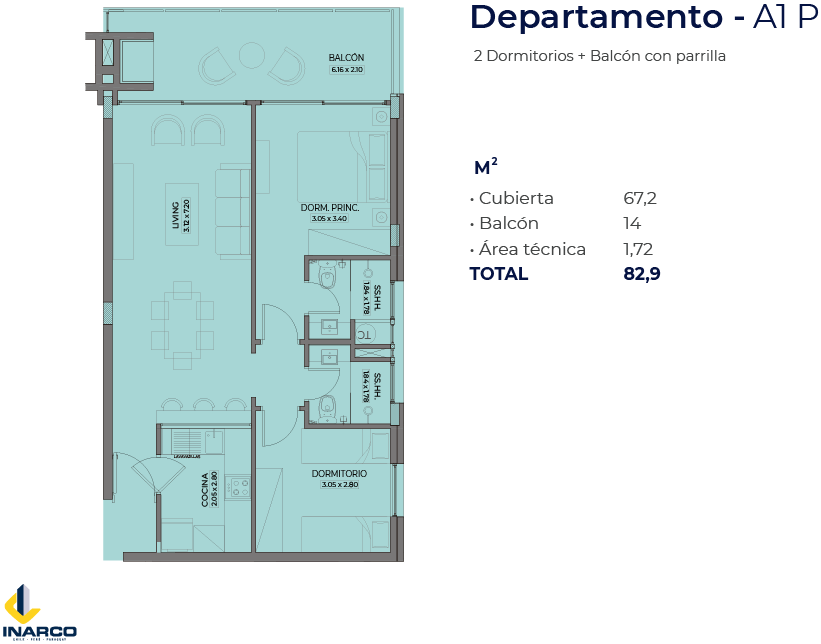 Departamento - A1 P
2 Dormitorios + Balcón con parrilla
M²
• Cubierta 67,2
• Balcón 14
• Área técnica 1,72
TOTAL 82,9
BALCÓN
6.16 x 2.10
LIVING
3.12 x 7.20
DORM. PRINC.
3.05 x 3.40
SS.HH.
1.84 x 1.78
TC
SS.HH.
1.84 x 1.78
LAVAVAJILLAS
COCINA
2.05 x 2.80
DORMITORIO
3.05 x 2.80
INARCO
CHILE - PERÚ - PARAGUAY